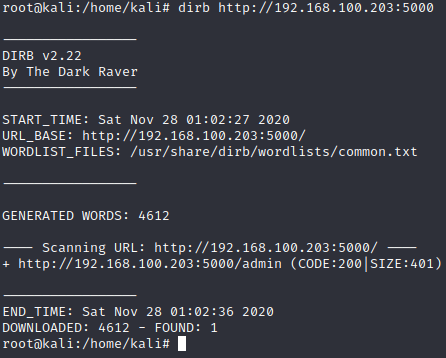 root@kali:/home/kali# dirb http://192.168.100.203:5000
-----------------
DIRB v2.22
By The Dark Raver
-----------------
START_TIME: Sat Nov 28 01:02:27 2020
URL_BASE: http://192.168.100.203:5000/
WORDLIST_FILES: /usr/share/dirb/wordlists/common.txt
-----------------
GENERATED WORDS: 4612
---- Scanning URL: http://192.168.100.203:5000/ ----
+ http://192.168.100.203:5000/admin (CODE:200|SIZE:401)
-----------------
END_TIME: Sat Nov 28 01:02:36 2020
DOWNLOADED: 4612 - FOUND: 1
root@kali:/home/kali#